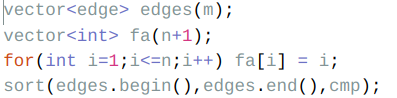 vector<edge> edges(m);
vector<int> fa(n+1);
for(int i=1;i<=n;i++) fa[i] = i;
sort(edges.begin(),edges.end(),cmp);